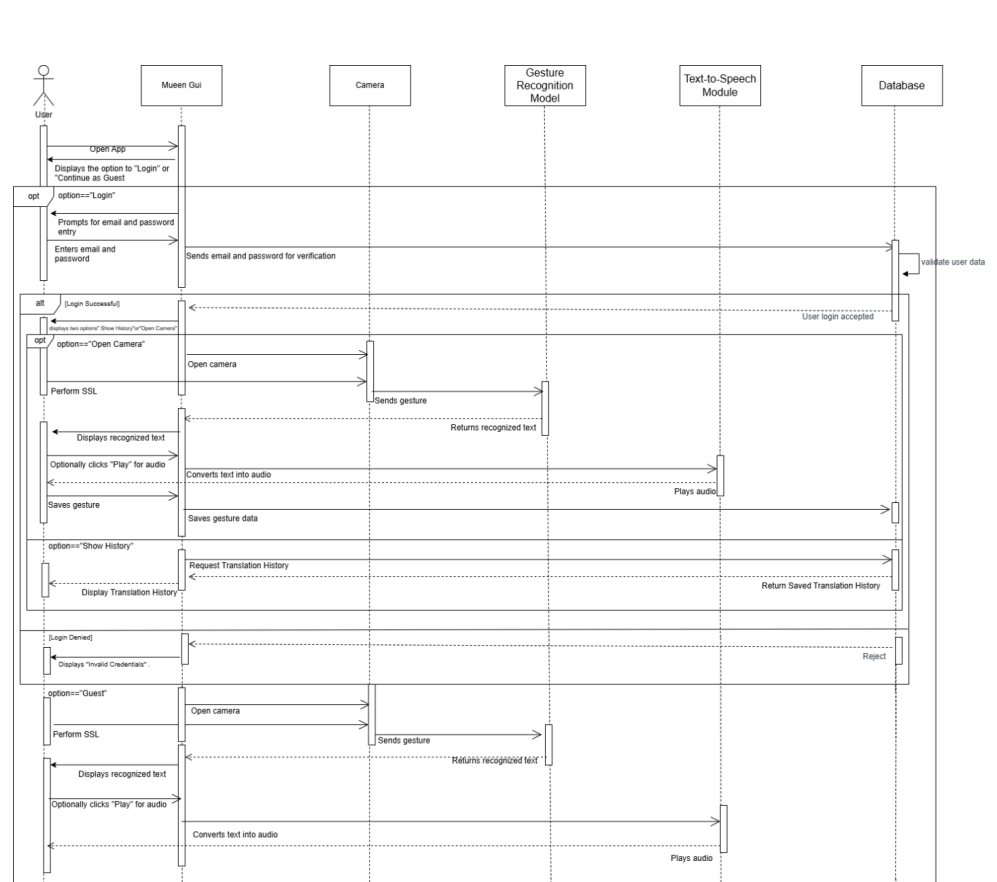 Mueen Gui
Camera
Gesture
Recognition
Model
Text-to-Speech
Module
Database
User
Open App
Displays the option to "Login" or
"Continue as Guest
opt
option=="Login"
Prompts for email and password
entry
Enters email and
password
Sends email and password for verification
validate user data
alt
[Login Successful]
User login accepted
displays two options" Show History"or"Open Camera"
opt
option=="Open Camera"
Open camera
Perform SSL
Sends gesture
Returns recognized text
Displays recognized text
Optionally clicks "Play" for audio
Converts text into audio
Plays audio
Saves gesture
Saves gesture data
option=="Show History"
Request Translation History
Return Saved Translation History
Display Translation History
[Login Denied]
Reject
Displays "Invalid Credentials" .
option=="Guest"
Open camera
Perform SSL
Sends gesture
Returns recognized text
Displays recognized text
Optionally clicks "Play" for audio
Converts text into audio
Plays audio